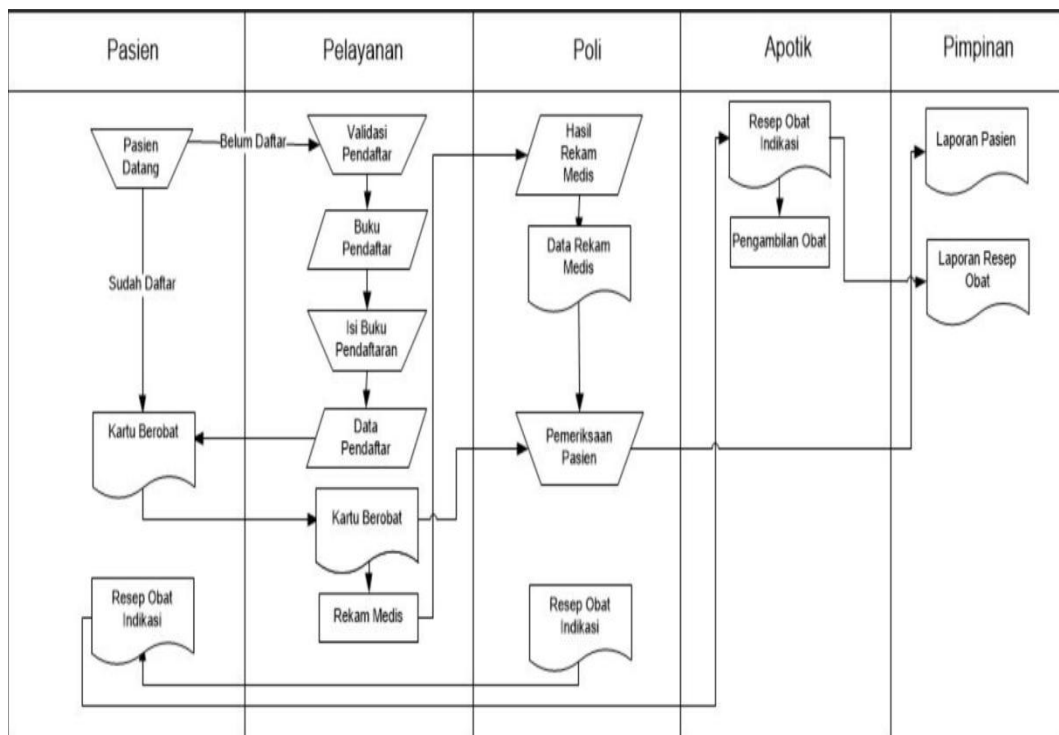 Pasien
Pelayanan
Poli
Apotik
Pimpinan
Pasien
Datang
Belum Daftar
Sudah Daftar
Kartu Berobat
Resep Obat
Indikasi
Validasi
Pendaftar
Buku
Pendaftar
Isi Buku
Pendaftaran
Data
Pendaftar
Kartu Berobat
Rekam Medis
Hasil
Rekam
Medis
Data Rekam
Medis
Pemeriksaan
Pasien
Resep Obat
Indikasi
Resep Obat
Indikasi
Pengambilan Obat
Laporan Pasien
Laporan Resep
Obat